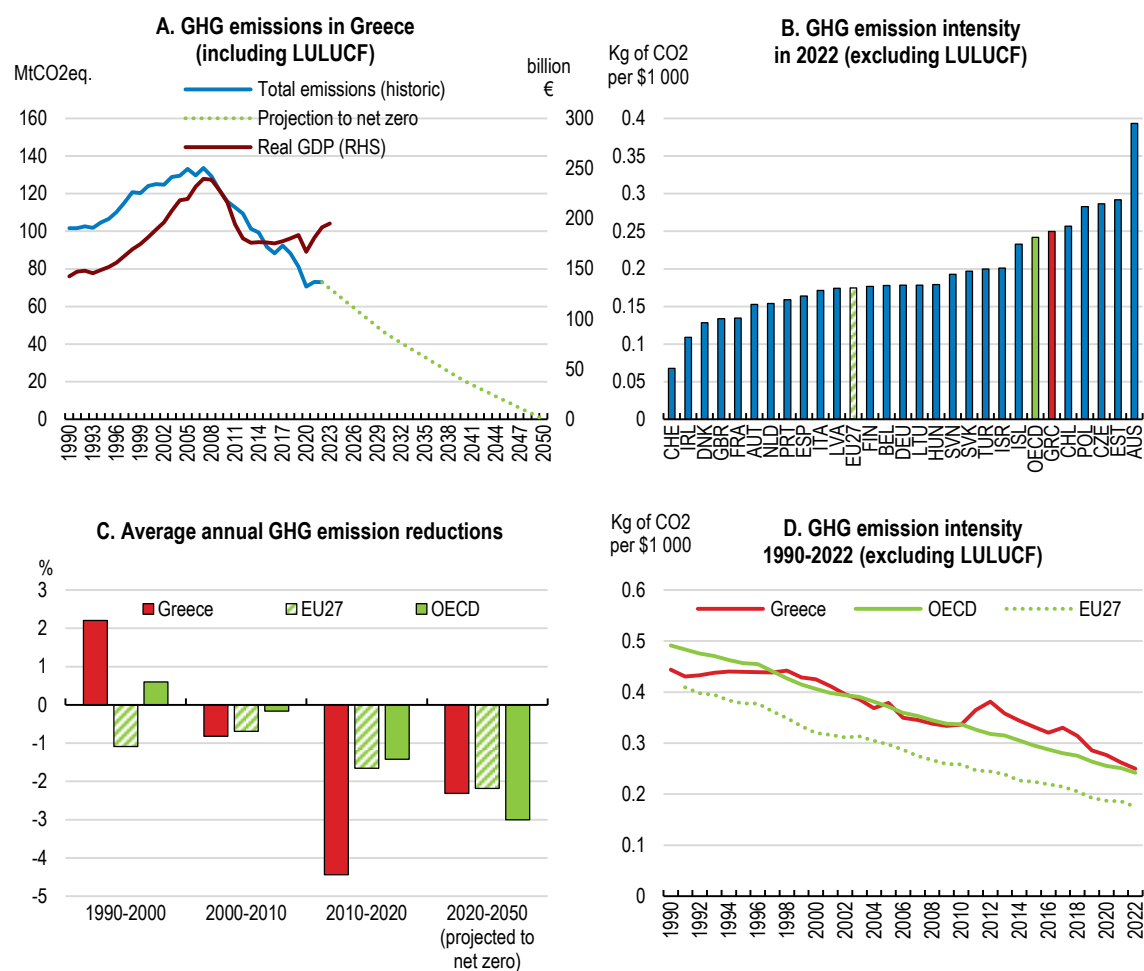 A. GHG emissions in Greece
(including LULUCF)
MtCO2eq.
billion
€
Total emissions (historic)
Projection to net zero
Real GDP (RHS)
160
140
120
100
80
60
40
20
0
300
250
200
150
100
50
0
1990
1993
1996
1999
2002
2005
2008
2011
2014
2017
2020
2023
2026
2029
2032
2035
2038
2041
2044
2047
2050
B. GHG emission intensity
in 2022 (excluding LULUCF)
Kg of CO2
per $1 000
0.4
0.35
0.3
0.25
0.2
0.15
0.1
0.05
0
CHE
IRL
DNK
GBR
FRA
AUT
NLD
PRT
ESP
ITA
LVA
EU27
FIN
BEL
DEU
LTU
HUN
SVN
SVK
TUR
ISR
ISL
OECD
GRC
CHL
POL
CZE
EST
AUS
C. Average annual GHG emission reductions
%
Greece
EU27
OECD
3
2
1
0
-1
-2
-3
-4
-5
1990-2000
2000-2010
2010-2020
2020-2050
(projected to
net zero)
D. GHG emission intensity
1990-2022 (excluding LULUCF)
Kg of CO2
per $1 000
Greece
OECD
EU27
0.6
0.5
0.4
0.3
0.2
0.1
0
1990
1992
1994
1996
1998
2000
2002
2004
2006
2008
2010
2012
2014
2016
2018
2020
2022